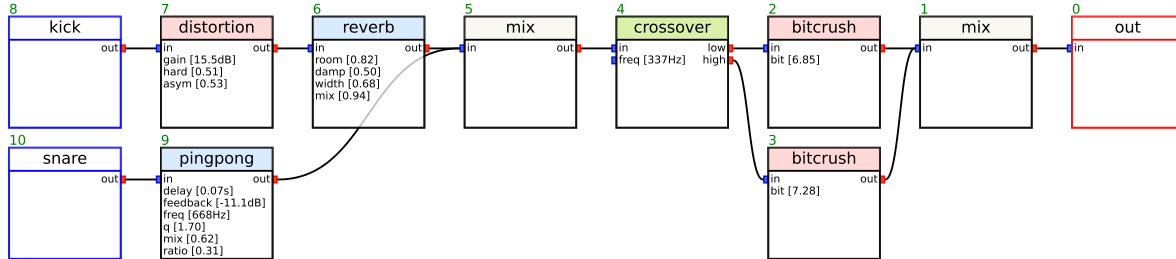 8 7 6 5 4 2 1 0
kick distortion reverb mix crossover bitcrush mix out
out in out in out in out in low in out in out in
gain [15.5dB] room [0.82] freq [337Hz] high bit [6.85]
hard [0.51] damp [0.50]
asym [0.53] width [0.68]
mix [0.94]
10 9 3
snare pingpong bitcrush
out in out in out
delay [0.07s] bit [7.28]
feedback [-11.1dB]
freq [668Hz]
q [1.70]
mix [0.62]
ratio [0.31]